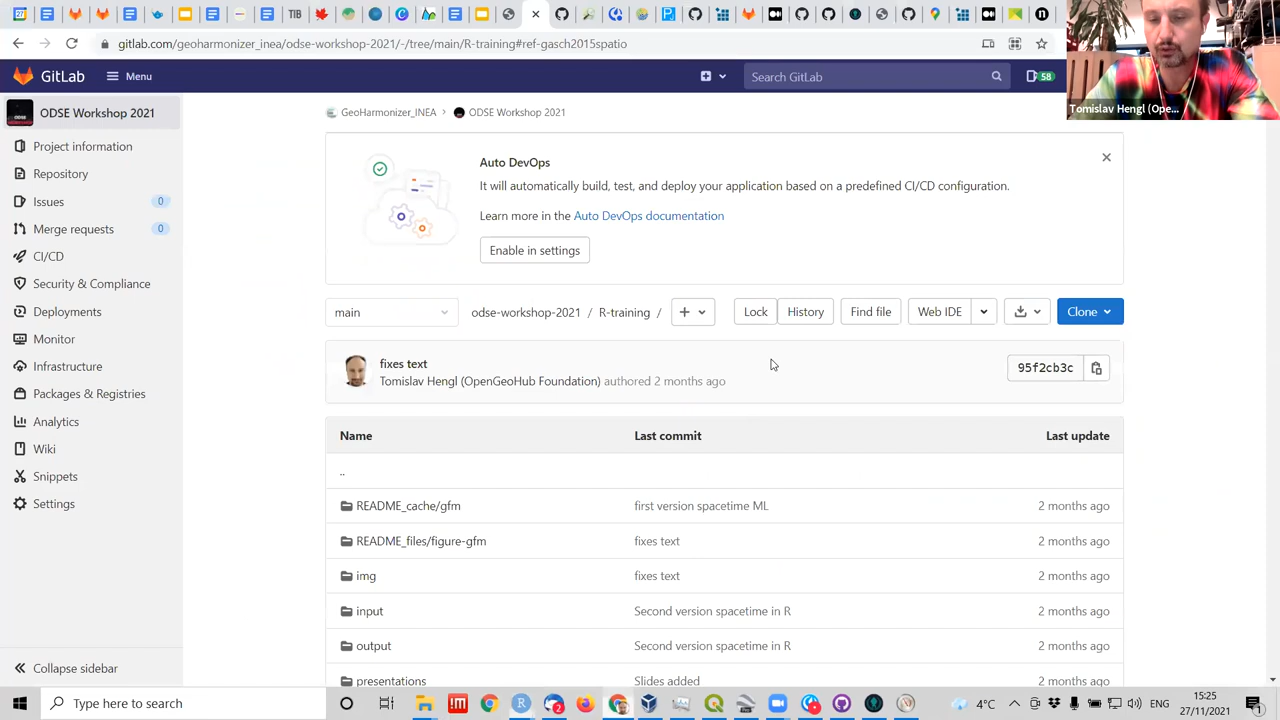 27
TIB
gitlab.com/geoharmonizer_inea/odse-workshop-2021/-/tree/main/R-training#ref-gasch2015spatio
GitLab
Menu
Search GitLab
58
Tomislav Hengl (Ope...
ODSE Workshop 2021
Project information
Repository
Issues 0
Merge requests 0
CI/CD
Security & Compliance
Deployments
Monitor
Infrastructure
Packages & Registries
Analytics
Wiki
Snippets
Settings
Collapse sidebar
GeoHarmonizer_INEA > ODSE Workshop 2021
Auto DevOps
It will automatically build, test, and deploy your application based on a predefined CI/CD configuration.
Learn more in the Auto DevOps documentation
Enable in settings
main
odse-workshop-2021 / R-training /
Lock
History
Find file
Web IDE
Clone
fixes text
Tomislav Hengl (OpenGeoHub Foundation) authored 2 months ago
95f2cb3c
Name Last commit Last update
..
README_cache/gfm first version spacetime ML 2 months ago
README_files/figure-gfm fixes text 2 months ago
img fixes text 2 months ago
input Second version spacetime in R 2 months ago
output Second version spacetime in R 2 months ago
presentations Slides added 2 months ago
Type here to search
4°C
ENG
15:25
27/11/2021